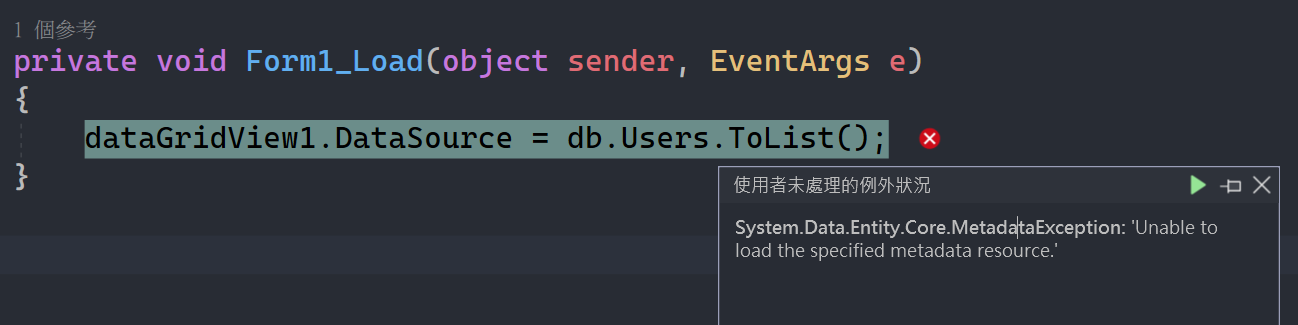 1 個參考
private void Form1_Load(object sender, EventArgs e)
{
dataGridView1.DataSource = db.Users.ToList();
}
使用者未處理的例外狀況
System.Data.Entity.Core.MetadataException: 'Unable to
load the specified metadata resource.'